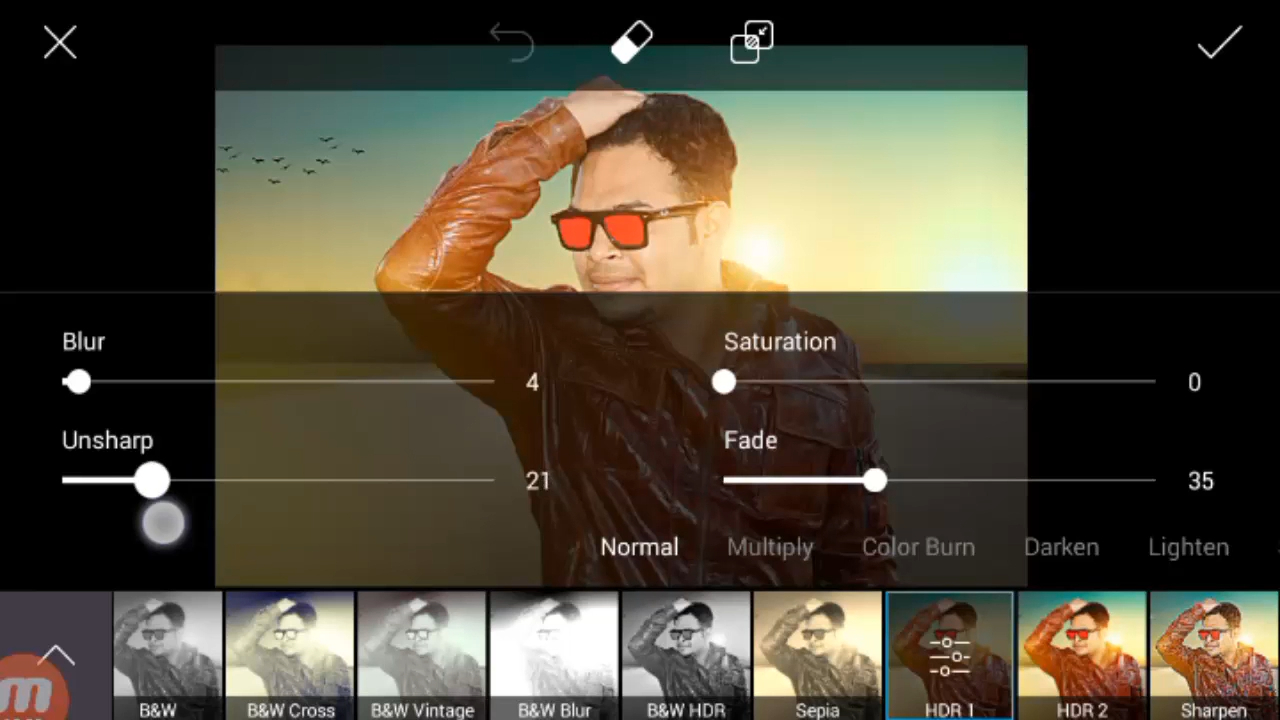 Blur
4
Saturation
0
Unsharp
21
Fade
35
Normal Multiply Color Burn Darken Lighten
B&W B&W Cross B&W Vintage B&W Blur B&W HDR Sepia HDR 1 HDR 2 Sharpen